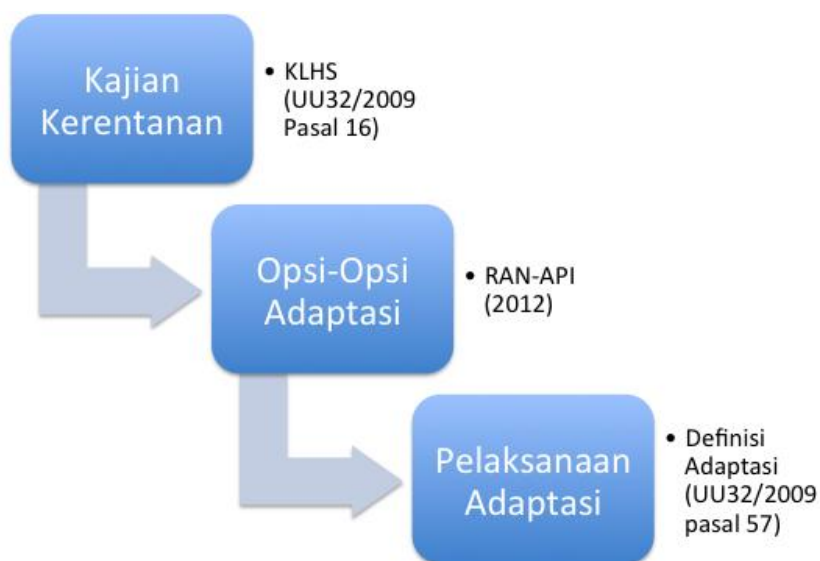 Kajian
Kerentanan
• KLHS
(UU32/2009
Pasal 16)
Opsi-Opsi
Adaptasi
• RAN-API
(2012)
Pelaksanaan
Adaptasi
• Definisi
Adaptasi
(UU32/2009
pasal 57)